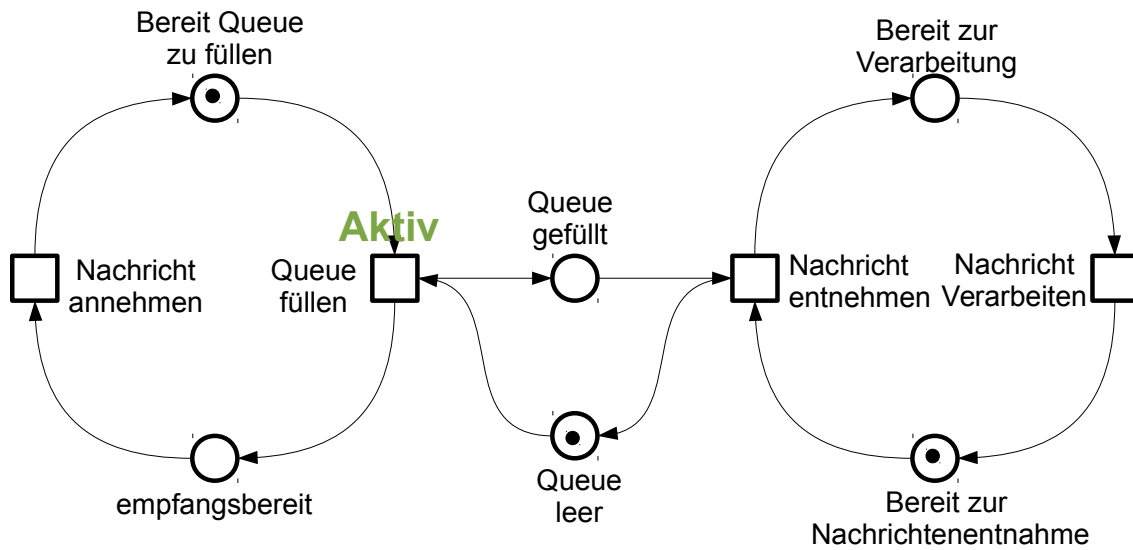 Bereit Queue
zu füllen
Bereit zur
Verarbeitung
Aktiv
Queue
gefüllt
Nachricht
annehmen
Queue
füllen
Nachricht
entnehmen
Nachricht
Verarbeiten
empfangsbereit
Queue
leer
Bereit zur
Nachrichtenentnahme